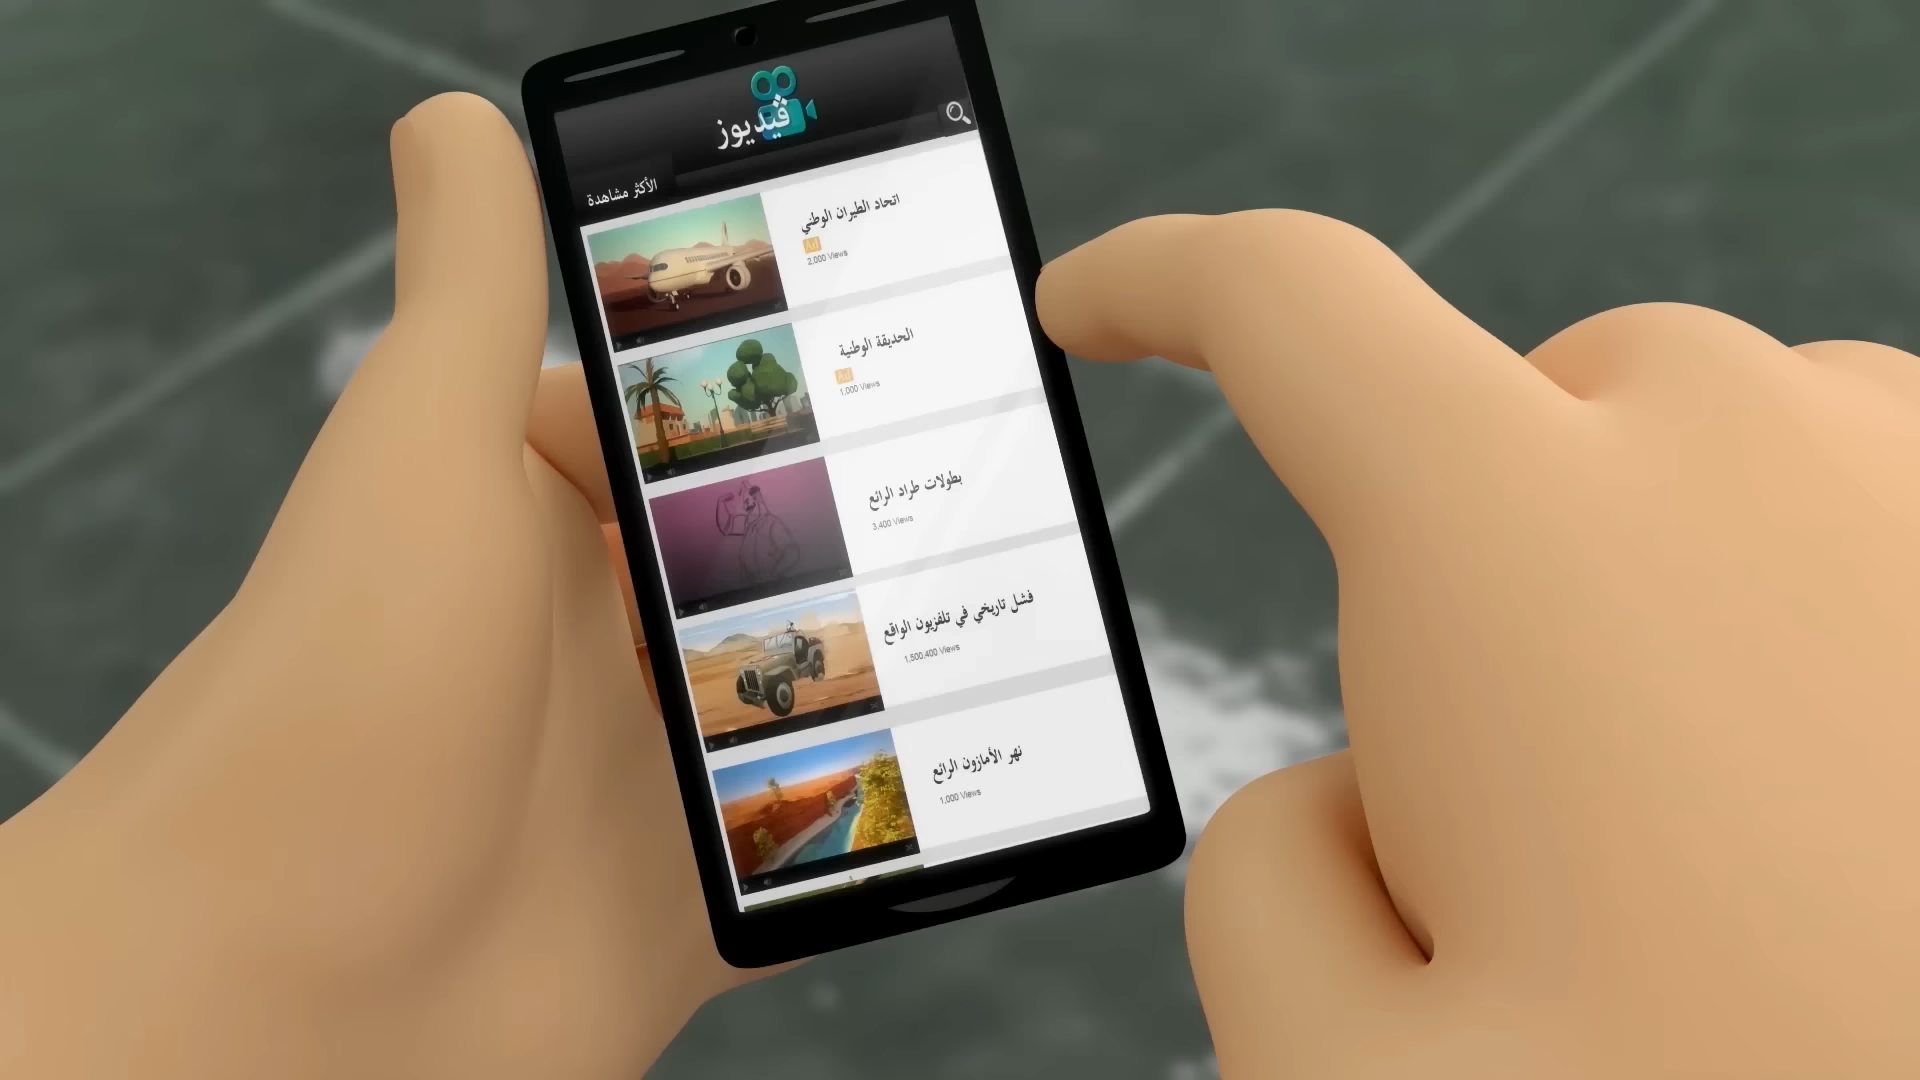 ڤيديوز
الأكثر مشاهدة
اتحاد الطيران الوطني
Ad
2,000 Views
الحديقة الوطنية
Ad
1,000 Views
بطولات طراد الرائع
3,400 Views
فشل تاريخي في تلفزيون الواقع
1,500,400 Views
نهر الأمازون الرائع
1,000 Views